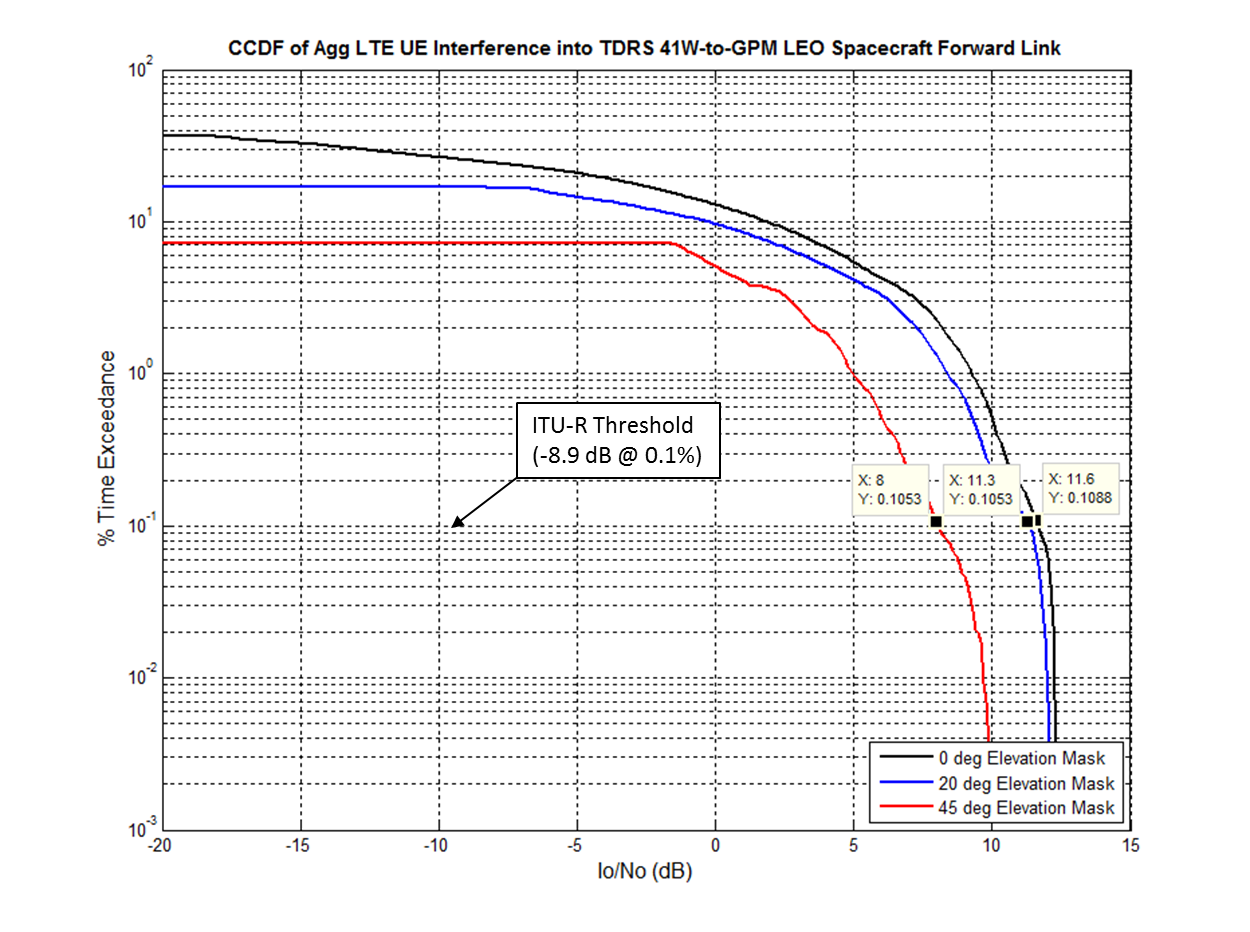 CCDF of Agg LTE UE Interference into TDRS 41W-to-GPM LEO Spacecraft Forward Link
10^2
10^1
10^0
10^-1
10^-2
10^-3
% Time Exceedance
ITU-R Threshold
(-8.9 dB @ 0.1%)
X: 8
Y: 0.1053
X: 11.3
Y: 0.1053
X: 11.6
Y: 0.1088
0 deg Elevation Mask
20 deg Elevation Mask
45 deg Elevation Mask
-20 -15 -10 -5 0 5 10 15
Io/No (dB)